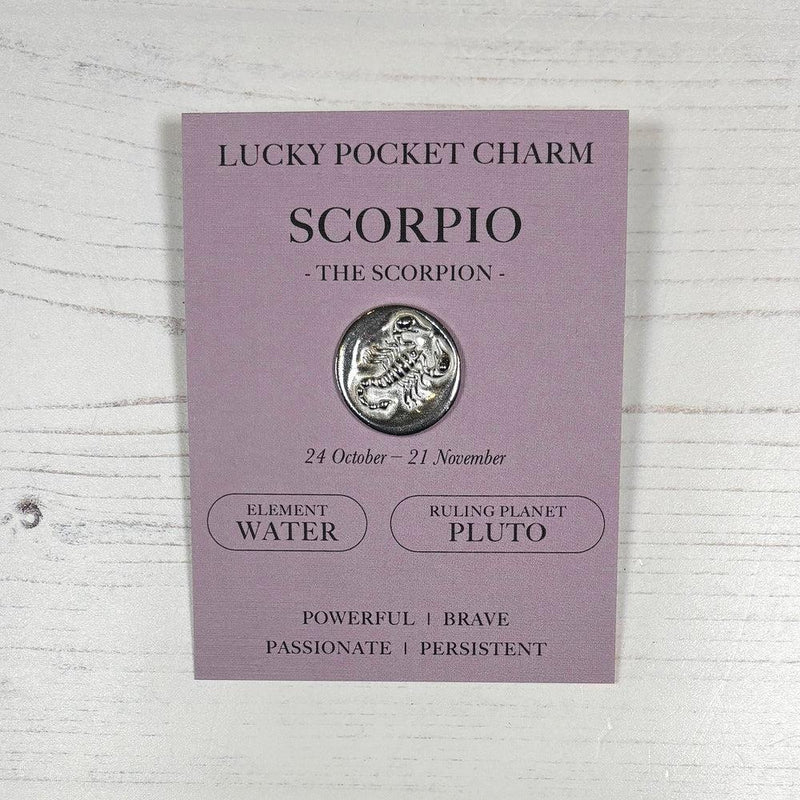 LUCKY POCKET CHARM
SCORPIO
- THE SCORPION -
24 October – 21 November
ELEMENT
WATER
RULING PLANET
PLUTO
POWERFUL | BRAVE
PASSIONATE | PERSISTENT